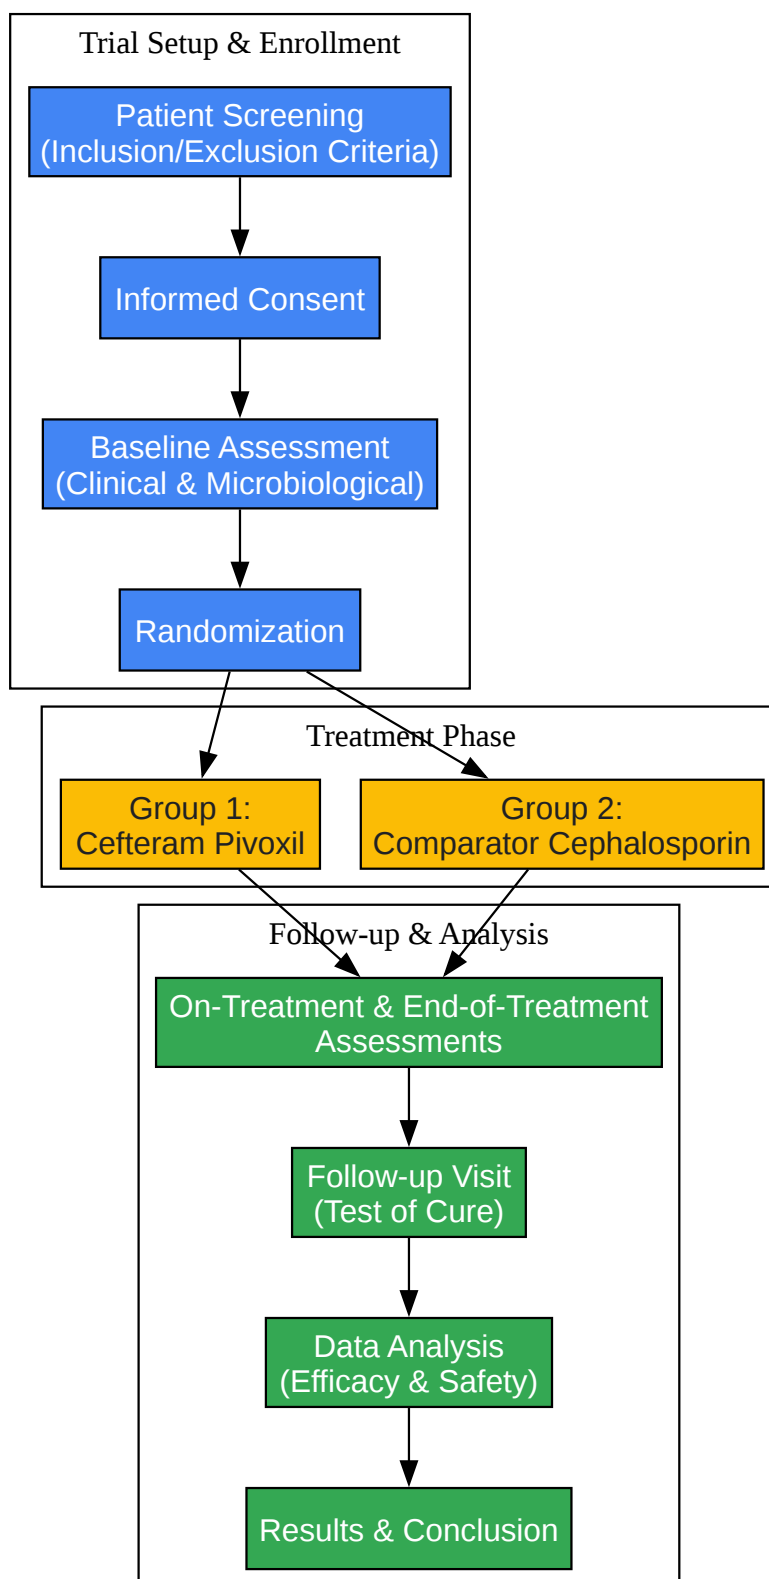 Trial Setup & Enrollment
Patient Screening
(Inclusion/Exclusion Criteria)
Informed Consent
Baseline Assessment
(Clinical & Microbiological)
Randomization
Treatment Phase
Group 1:
Cefteram Pivoxil
Group 2:
Comparator Cephalosporin
Follow-up & Analysis
On-Treatment & End-of-Treatment
Assessments
Follow-up Visit
(Test of Cure)
Data Analysis
(Efficacy & Safety)
Results & Conclusion